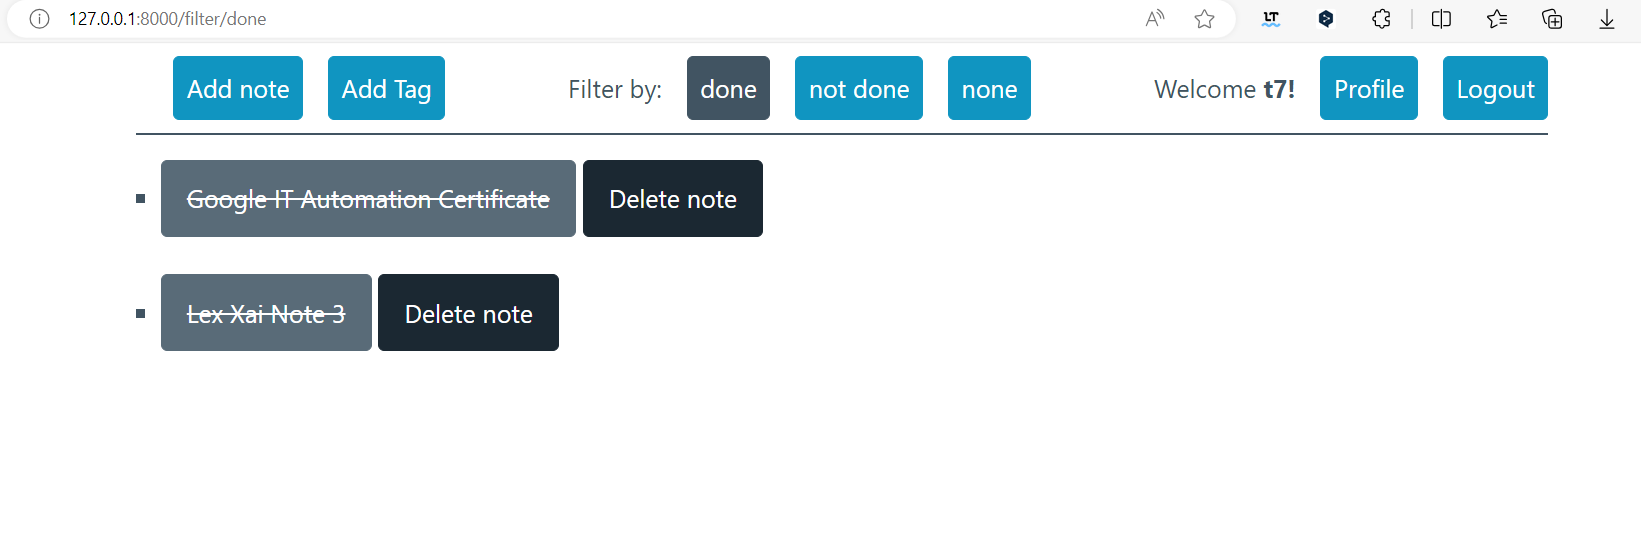 127.0.0.1:8000/filter/done
Add note Add Tag Filter by: done not done none Welcome t7! Profile Logout
Google IT Automation Certificate Delete note
Lex Xai Note 3 Delete note